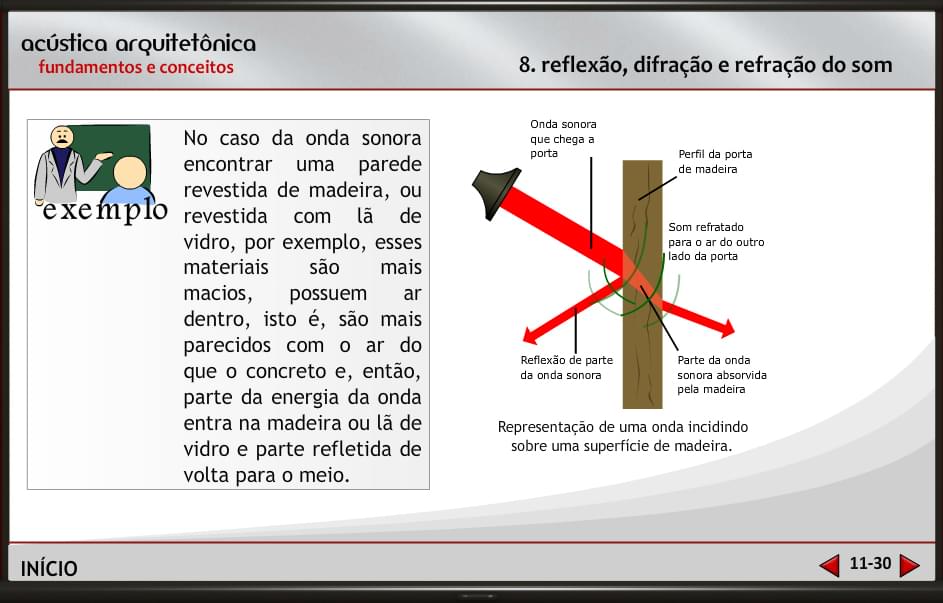 acústica arquitetônica
fundamentos e conceitos
8. reflexão, difração e refração do som
exemplo
No caso da onda sonora
encontrar uma parede
revestida de madeira, ou
revestida com lã de
vidro, por exemplo, esses
materiais são mais
macios, possuem ar
dentro, isto é, são mais
parecidos com o ar do
que o concreto e, então,
parte da energia da onda
entra na madeira ou lã de
vidro e parte refletida de
volta para o meio.
Onda sonora
que chega a
porta
Perfil da porta
de madeira
Som refratado
para o ar do outro
lado da porta
Reflexão de parte
da onda sonora
Parte da onda
sonora absorvida
pela madeira
Representação de uma onda incidindo
sobre uma superfície de madeira.
INÍCIO
11-30